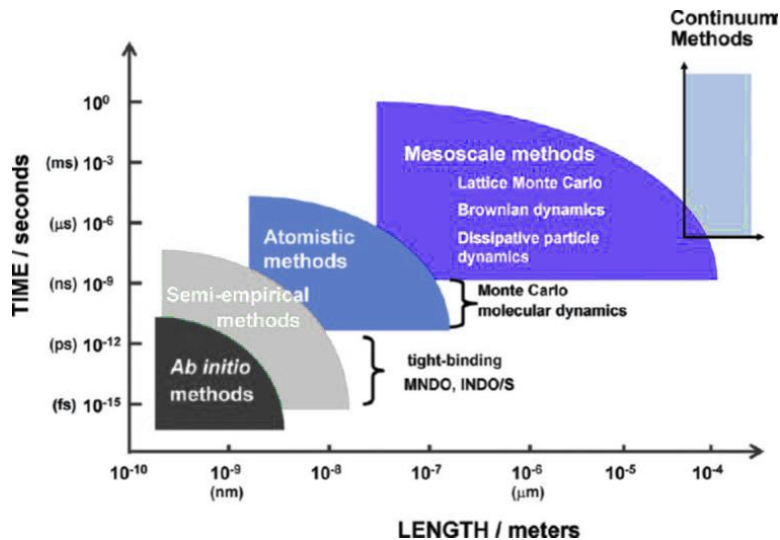 Continuum
Methods
TIME / seconds
10⁰
(ms) 10⁻³
(μs) 10⁻⁶
(ns) 10⁻⁹
(ps) 10⁻¹²
(fs) 10⁻¹⁵
Mesoscale methods
Lattice Monte Carlo
Brownian dynamics
Dissipative particle
dynamics
Atomistic
methods
Monte Carlo
molecular dynamics
Semi-empirical
methods
tight-binding
MNDO, INDO/S
Ab initio
methods
10⁻¹⁰ 10⁻⁹ 10⁻⁸ 10⁻⁷ 10⁻⁶ 10⁻⁵ 10⁻⁴
(nm) (μm)
LENGTH / meters